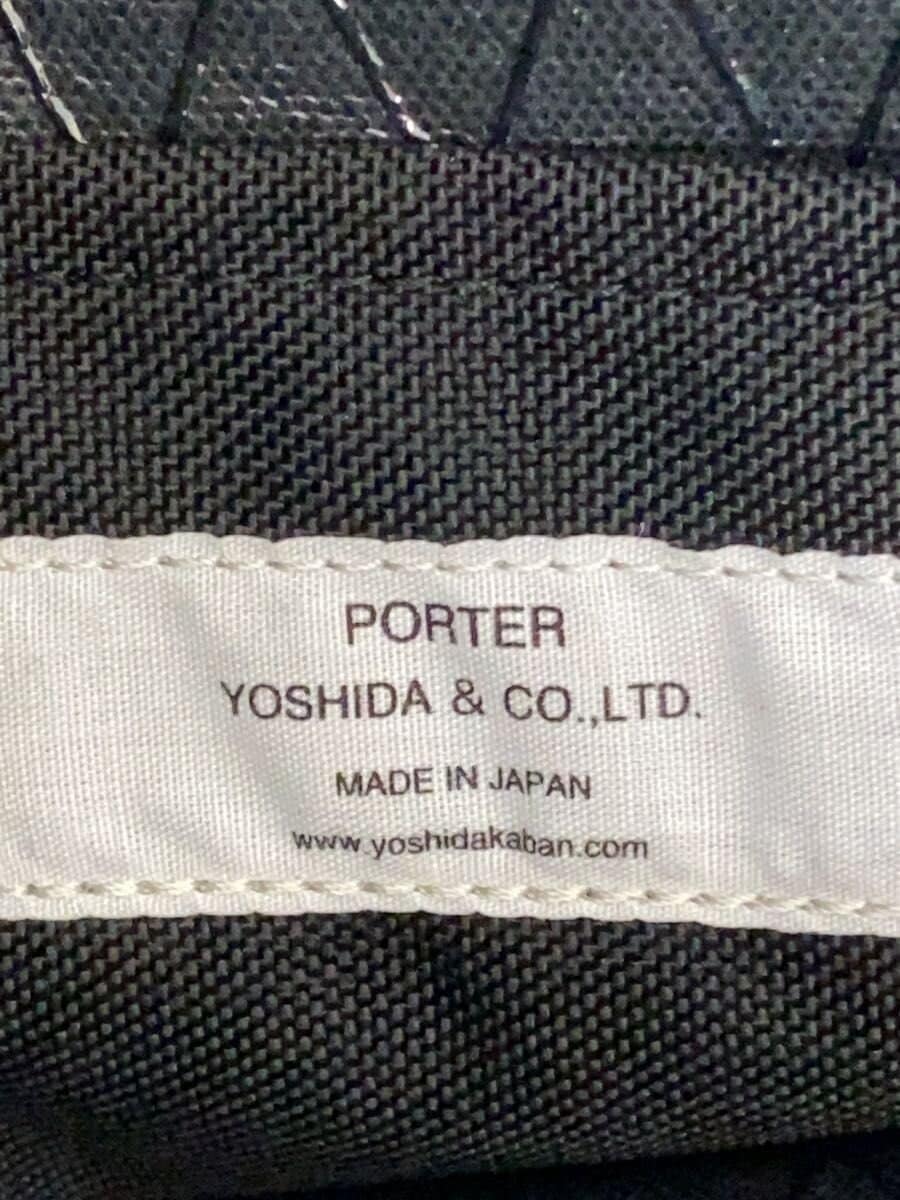 PORTER
YOSHIDA & CO.,LTD.
MADE IN JAPAN
www.yoshidakaban.com